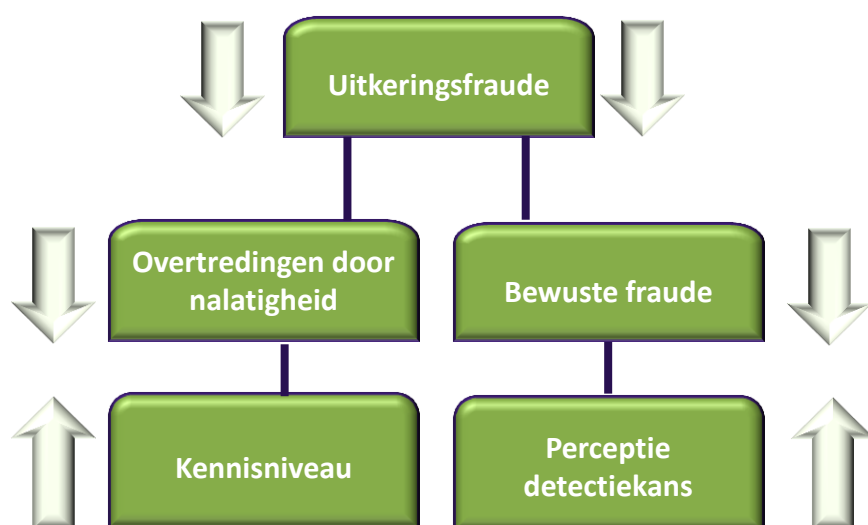 Uitkeringsfraude
Overtredingen door
nalatigheid
Bewuste fraude
Kennisniveau
Perceptie
detectiekans